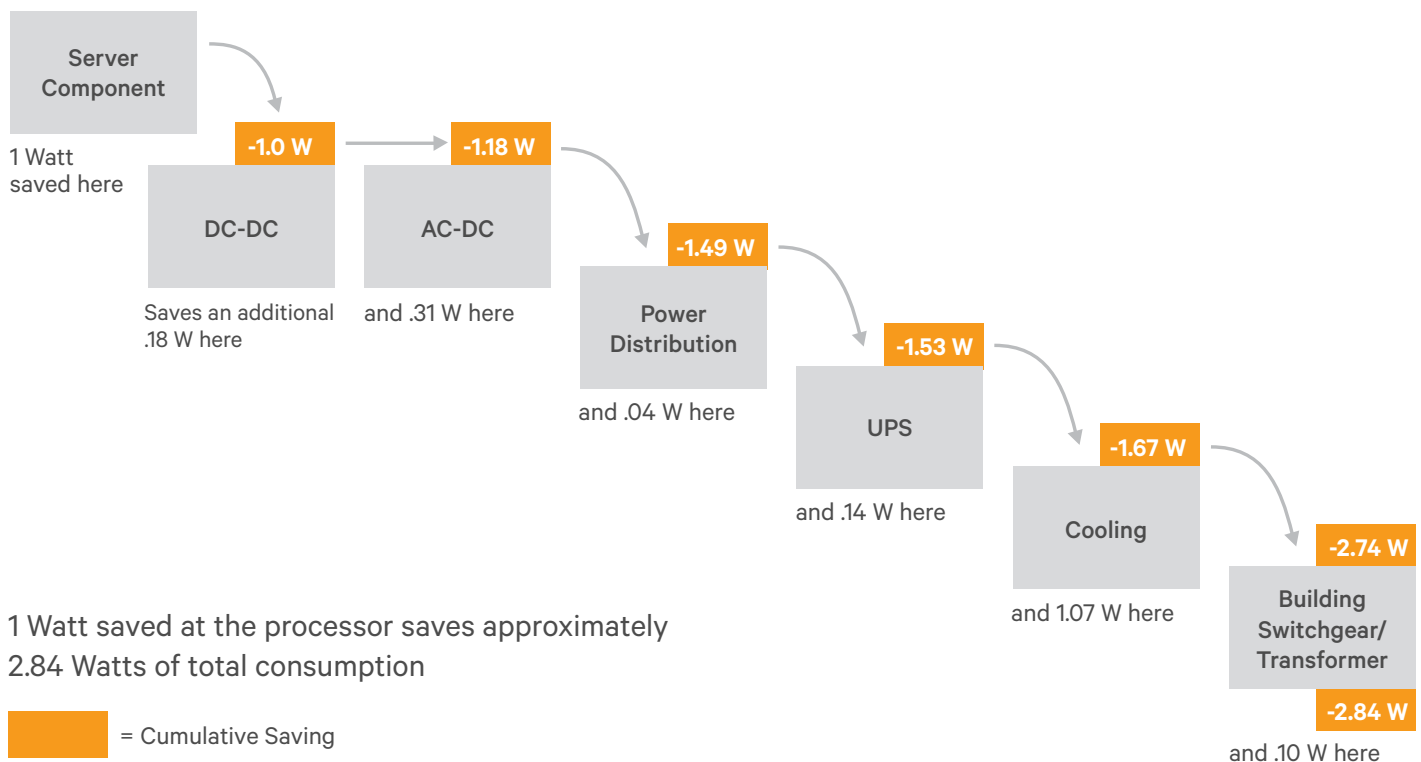 Server
Component
1 Watt
saved here
-1.0 W
DC-DC
Saves an additional
.18 W here
-1.18 W
AC-DC
and .31 W here
-1.49 W
Power
Distribution
and .04 W here
-1.53 W
UPS
and .14 W here
-1.67 W
Cooling
and 1.07 W here
-2.74 W
Building
Switchgear/
Transformer
-2.84 W
and .10 W here
1 Watt saved at the processor saves approximately
2.84 Watts of total consumption
= Cumulative Saving